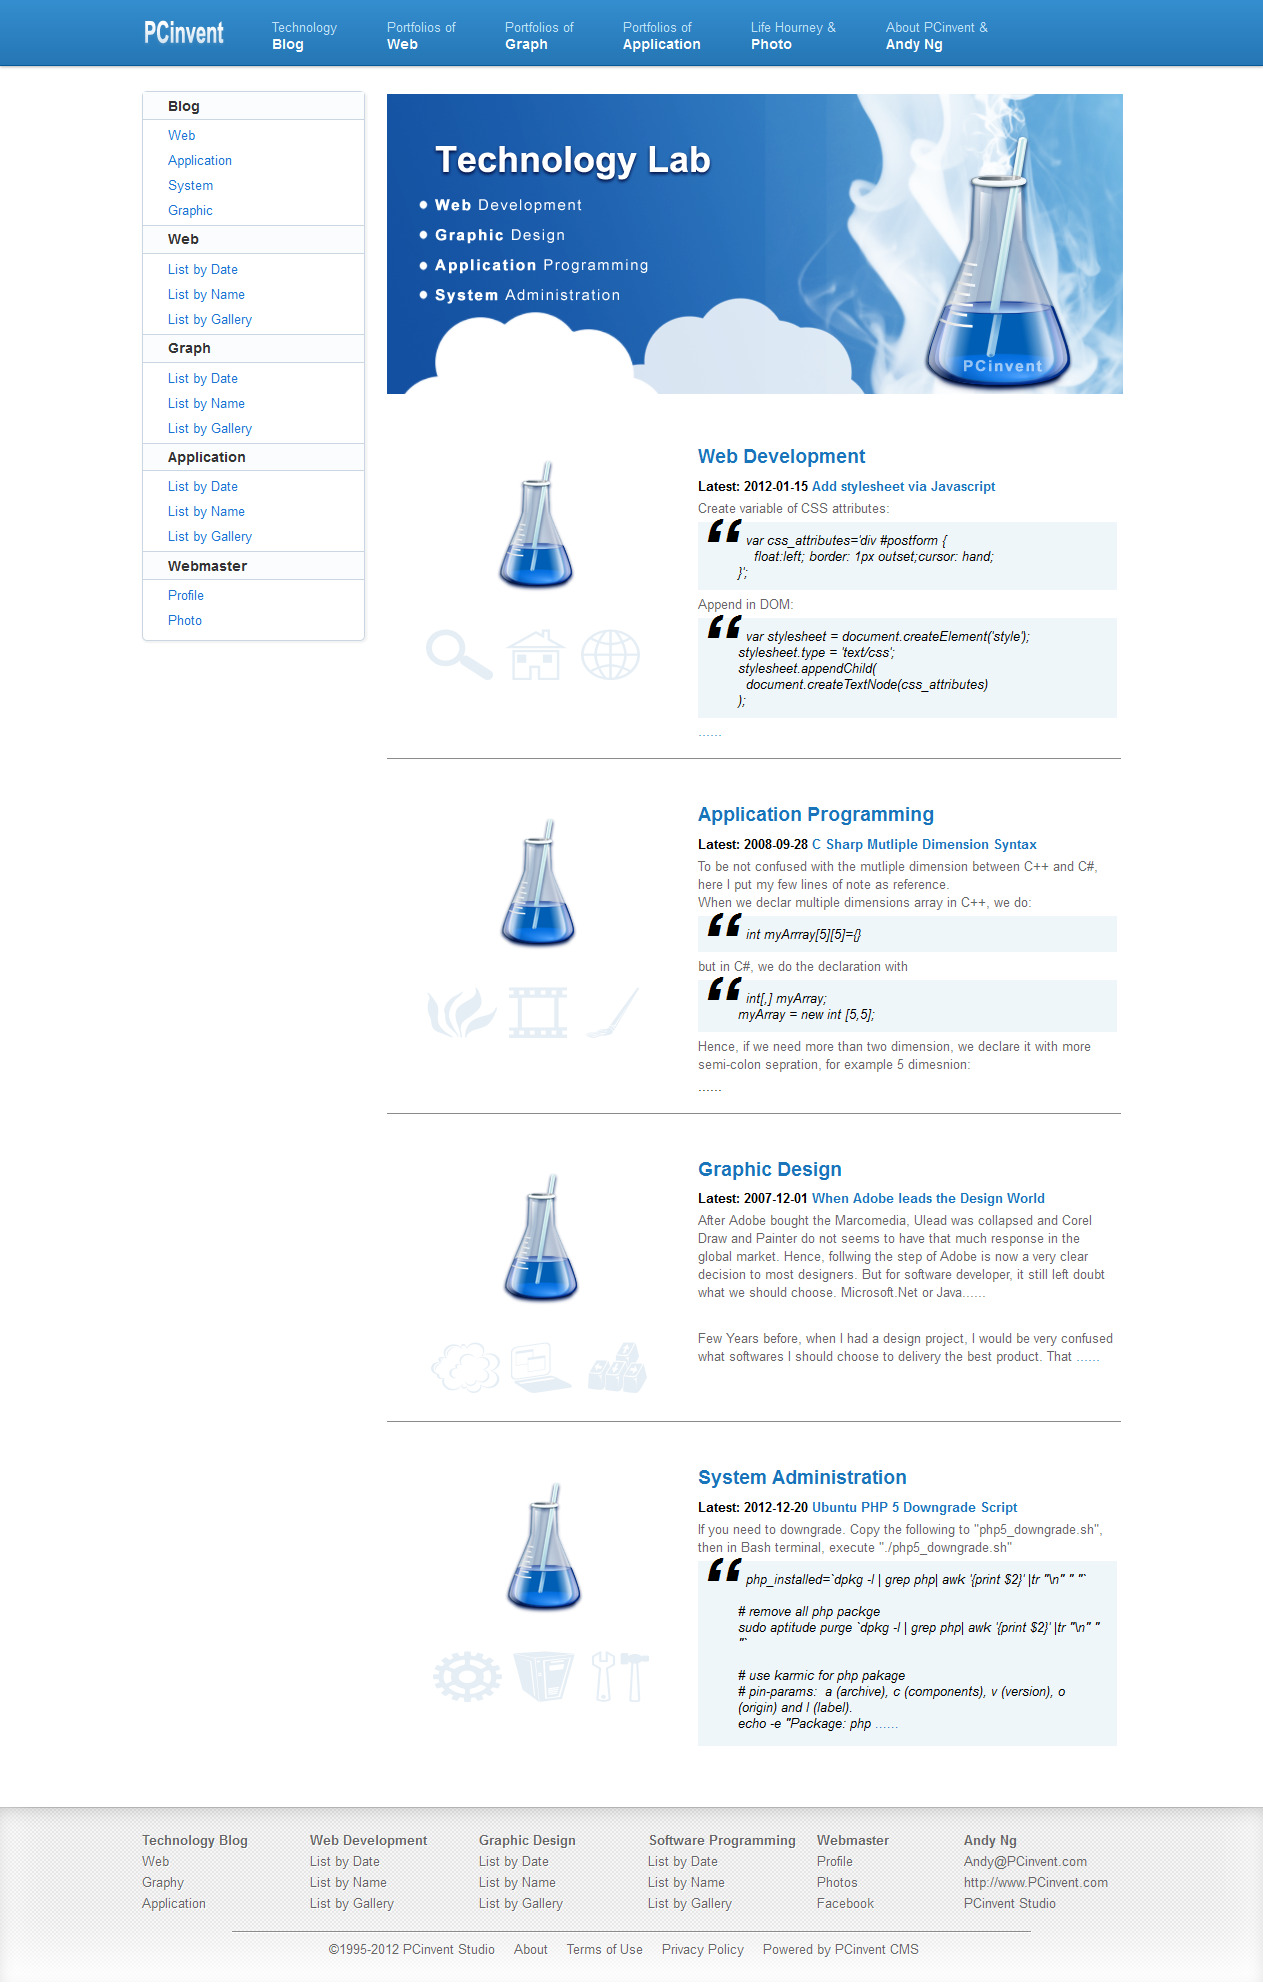 PCinvent
Technology
Blog
Portfolios of
Web
Portfolios of
Graph
Portfolios of
Application
Life Hourney &
Photo
About PCinvent &
Andy Ng
Blog
Web
Application
System
Graphic
Web
List by Date
List by Name
List by Gallery
Graph
List by Date
List by Name
List by Gallery
Application
List by Date
List by Name
List by Gallery
Webmaster
Profile
Photo
Technology Lab
• Web Development
• Graphic Design
• Application Programming
• System Administration
PCinvent
Web Development
Latest: 2012-01-15 Add stylesheet via Javascript
Create variable of CSS attributes:
“ var css_attributes='div #postform {
float:left; border: 1px outset;cursor: hand;
}';
Append in DOM:
“ var stylesheet = document.createElement('style');
stylesheet.type = 'text/css';
stylesheet.appendChild(
document.createTextNode(css_attributes)
);
......
Application Programming
Latest: 2008-09-28 C Sharp Mutliple Dimension Syntax
To be not confused with the mutliple dimension between C++ and C#,
here I put my few lines of note as reference.
When we declar multiple dimensions array in C++, we do:
“ int myArrray[5][5]={}
but in C#, we do the declaration with
“ int[,] myArray;
myArray = new int [5,5];
Hence, if we need more than two dimension, we declare it with more
semi-colon sepration, for example 5 dimesnion:
......
Graphic Design
Latest: 2007-12-01 When Adobe leads the Design World
After Adobe bought the Marcomedia, Ulead was collapsed and Corel
Draw and Painter do not seems to have that much response in the
global market. Hence, follwing the step of Adobe is now a very clear
decision to most designers. But for software developer, it still left doubt
what we should choose. Microsoft.Net or Java......
Few Years before, when I had a design project, I would be very confused
what softwares I should choose to delivery the best product. That ......
System Administration
Latest: 2012-12-20 Ubuntu PHP 5 Downgrade Script
If you need to downgrade. Copy the following to "php5_downgrade.sh",
then in Bash terminal, execute "./php5_downgrade.sh"
“ php_installed=`dpkg -l | grep php| awk '{print $2}' |tr "\n" " "`
# remove all php packge
sudo aptitude purge `dpkg -l | grep php| awk '{print $2}' |tr "\n" "
"`
# use karmic for php pakage
# pin-params:  a (archive), c (components), v (version), o
(origin) and l (label).
echo -e "Package: php ......
Technology Blog
Web
Graphy
Application
Web Development
List by Date
List by Name
List by Gallery
Graphic Design
List by Date
List by Name
List by Gallery
Software Programming
List by Date
List by Name
List by Gallery
Webmaster
Profile
Photos
Facebook
Andy Ng
Andy@PCinvent.com
http://www.PCinvent.com
PCinvent Studio
©1995-2012 PCinvent Studio About Terms of Use Privacy Policy Powered by PCinvent CMS